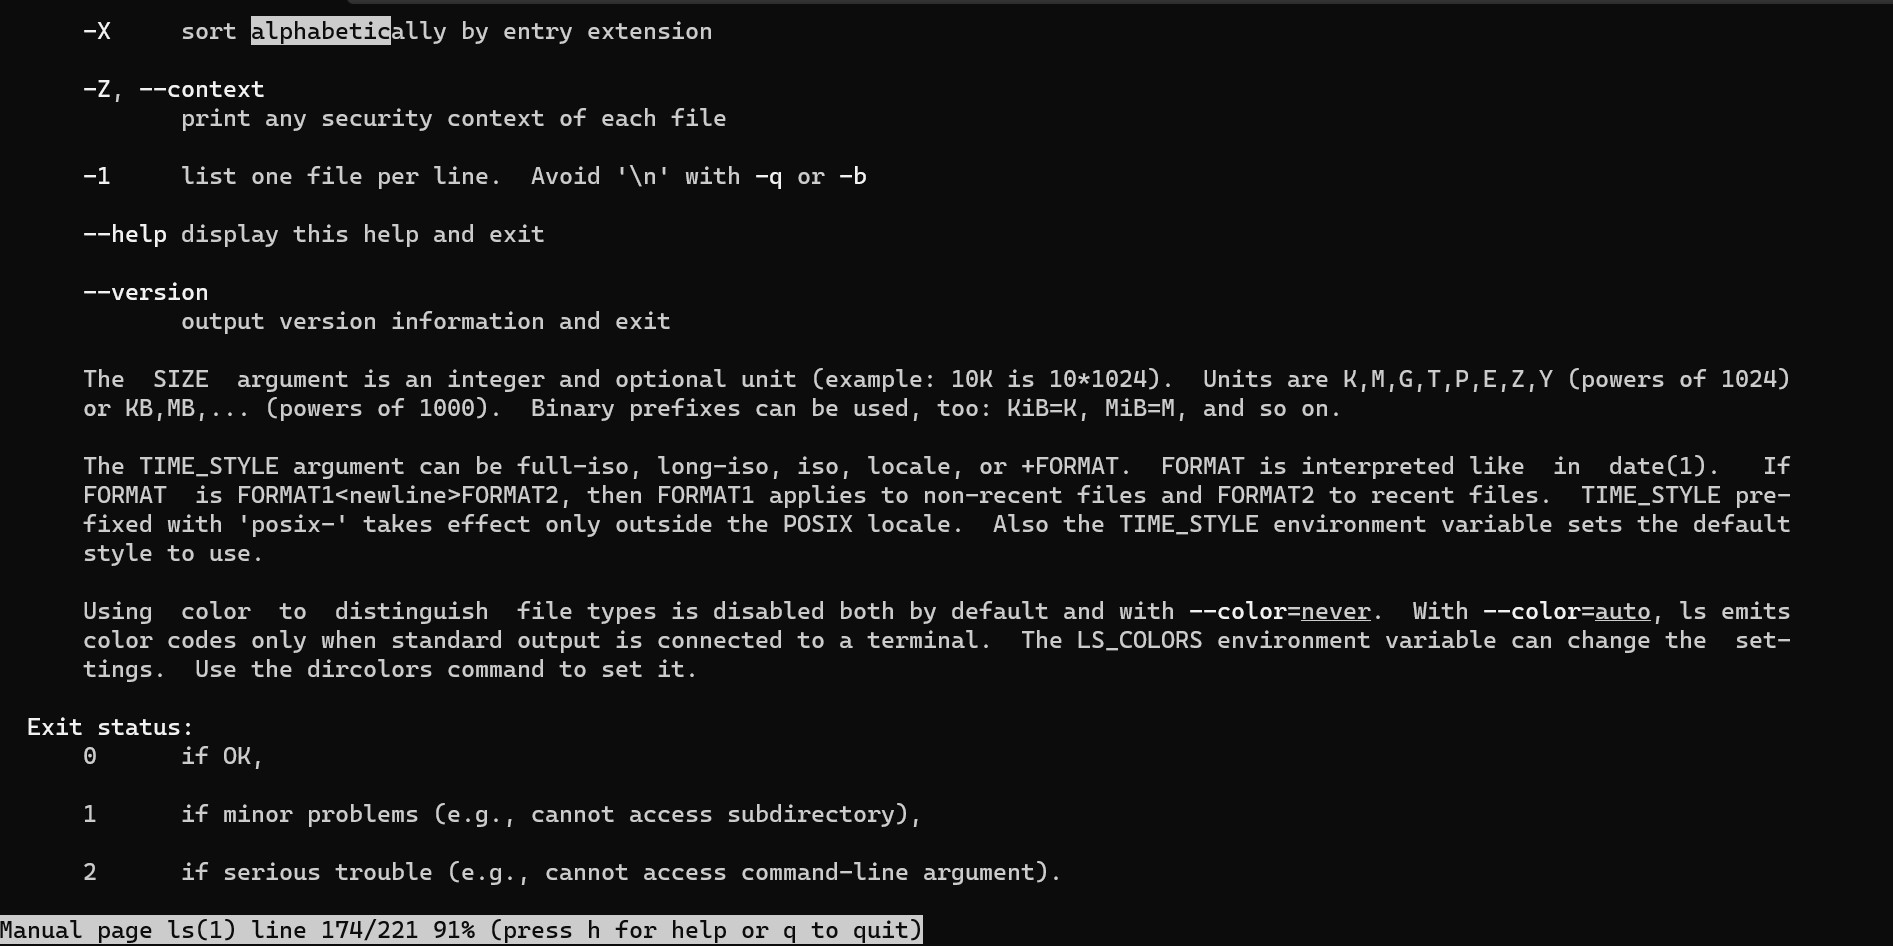 -X     sort alphabetically by entry extension
-Z, --context
print any security context of each file
-1     list one file per line.  Avoid '\n' with -q or -b
--help display this help and exit
--version
output version information and exit
The  SIZE  argument is an integer and optional unit (example: 10K is 10*1024).  Units are K,M,G,T,P,E,Z,Y (powers of 1024)
or KB,MB,... (powers of 1000).  Binary prefixes can be used, too: KiB=K, MiB=M, and so on.
The TIME_STYLE argument can be full-iso, long-iso, iso, locale, or +FORMAT.  FORMAT is interpreted like  in  date(1).   If
FORMAT  is FORMAT1<newline>FORMAT2, then FORMAT1 applies to non-recent files and FORMAT2 to recent files.  TIME_STYLE pre-
fixed with 'posix-' takes effect only outside the POSIX locale.  Also the TIME_STYLE environment variable sets the default
style to use.
Using  color  to  distinguish  file types is disabled both by default and with --color=never.  With --color=auto, ls emits
color codes only when standard output is connected to a terminal.  The LS_COLORS environment variable can change the  set-
tings.  Use the dircolors command to set it.
Exit status:
0      if OK,
1      if minor problems (e.g., cannot access subdirectory),
2      if serious trouble (e.g., cannot access command-line argument).
Manual page ls(1) line 174/221 91% (press h for help or q to quit)